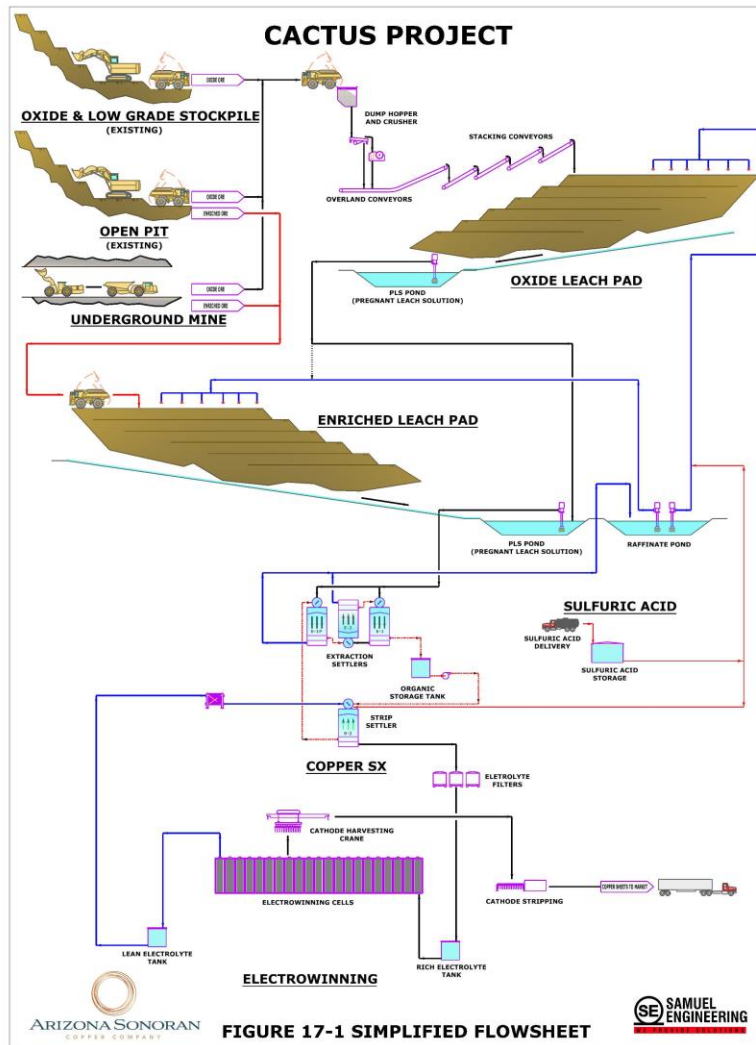 CACTUS PROJECT
OXIDE ORE
OXIDE & LOW GRADE STOCKPILE
(EXISTING)
DUMP HOPPER
AND CRUSHER
STACKING CONVEYORS
OVERLAND CONVEYORS
OXIDE ORE
ENRICHED ORE
OPEN PIT
(EXISTING)
OXIDE ORE
ENRICHED ORE
UNDERGROUND MINE
OXIDE LEACH PAD
PLS POND
(PREGNANT LEACH SOLUTION)
ENRICHED LEACH PAD
PLS POND
(PREGNANT LEACH SOLUTION)
RAFFINATE POND
SULFURIC ACID
SULFURIC ACID
DELIVERY
SULFURIC ACID
STORAGE
EXTRACTION
SETTLERS
ORGANIC
STORAGE TANK
STRIP
SETTLER
COPPER SX
ELETROLYTE
FILTERS
CATHODE HARVESTING
CRANE
ELECTROWINNING CELLS
CATHODE STRIPPING
COPPER SHEETS TO MARKET
LEAN ELECTROLYTE
TANK
RICH ELECTROLYTE
TANK
ELECTROWINNING
ARIZONA SONORAN
COPPER COMPANY
FIGURE 17-1 SIMPLIFIED FLOWSHEET
SE SAMUEL
ENGINEERING
WE PROVIDE SOLUTIONS